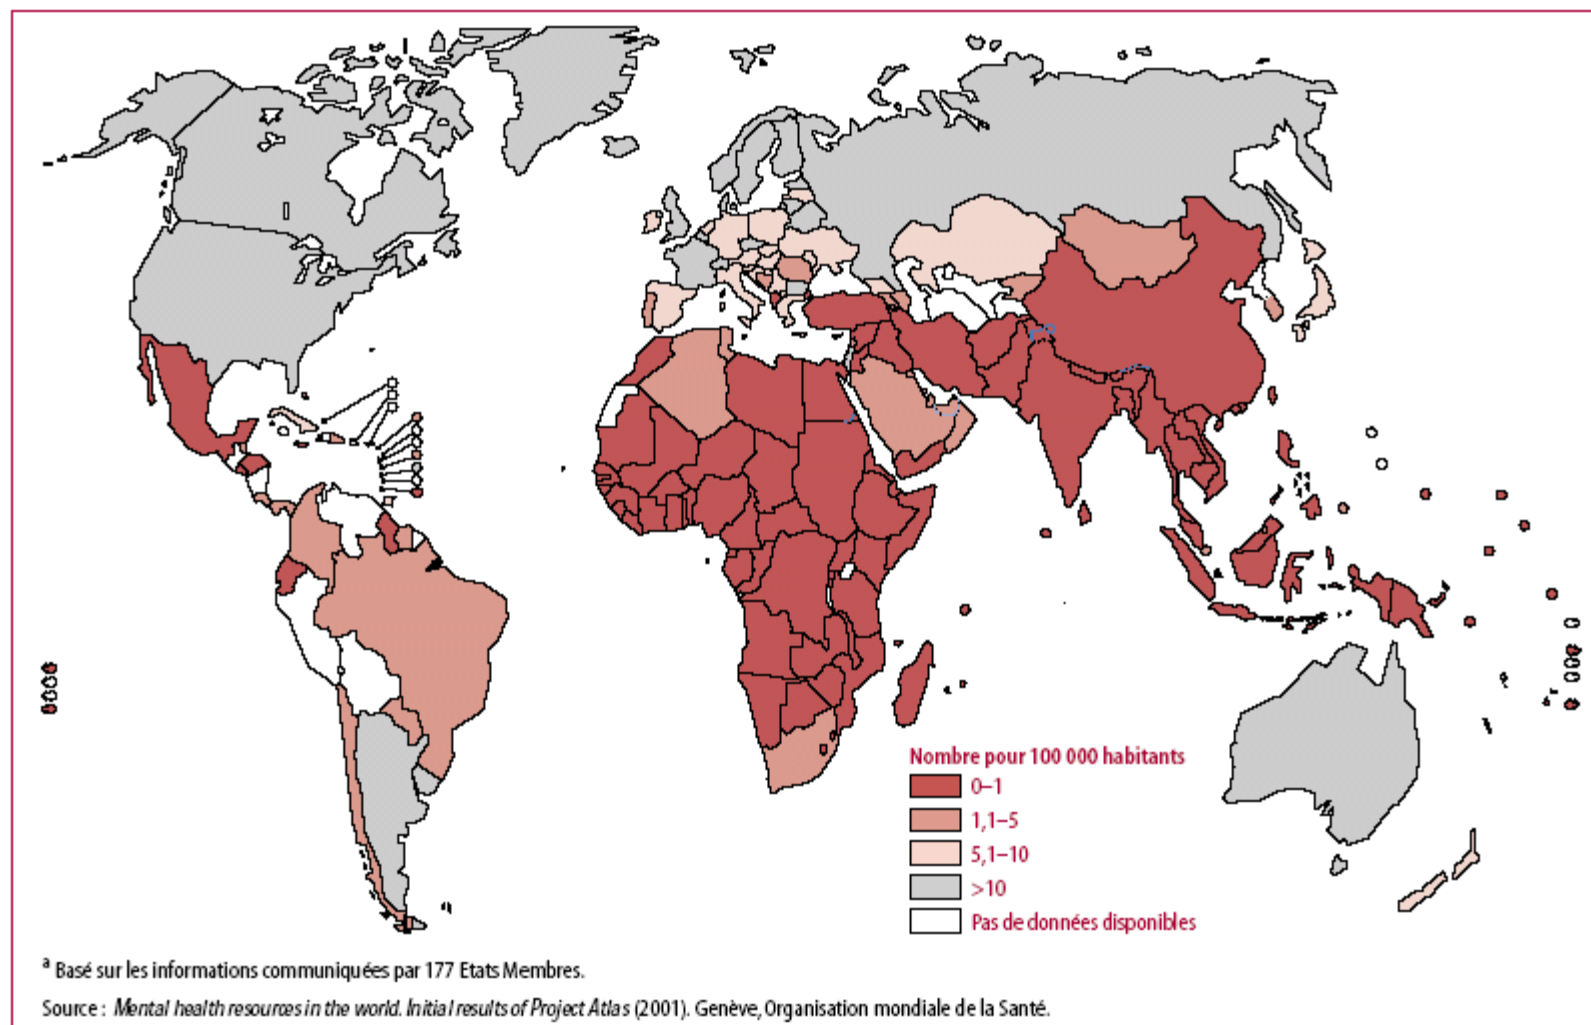 Nombre pour 100 000 habitants
0–1
1,1–5
5,1–10
>10
Pas de données disponibles
a Basé sur les informations communiquées par 177 Etats Membres.
Source : Mental health resources in the world. Initial results of Project Atlas (2001). Genève, Organisation mondiale de la Santé.